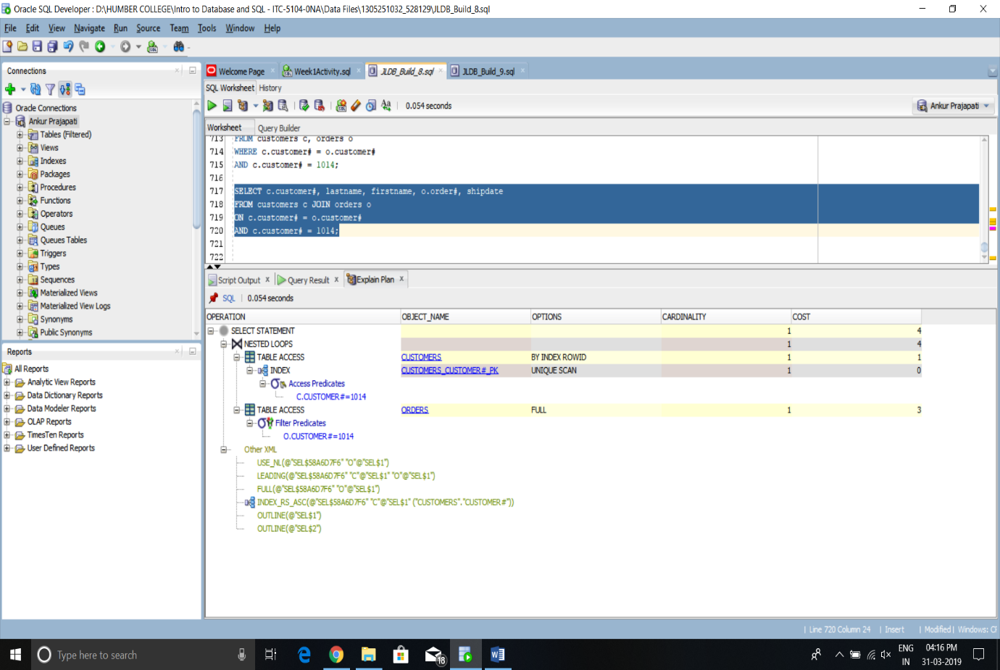 Oracle SQL Developer : D:\HUMBER COLLEGE\Intro to Database and SQL - ITC-5104-0NA\Data Files\1305251032_528129\JLDB_Build_8.sql
File Edit View Navigate Run Source Team Tools Window Help
Connections
Oracle Connections
Ankur Prajapati
Tables (Filtered)
Views
Indexes
Packages
Procedures
Functions
Operators
Queues
Queues Tables
Triggers
Types
Sequences
Materialized Views
Materialized View Logs
Synonyms
Public Synonyms
Reports
All Reports
Analytic View Reports
Data Dictionary Reports
Data Modeler Reports
OLAP Reports
TimesTen Reports
User Defined Reports
Welcome Page Week1Activity.sql JLDB_Build_8.sql JLDB_Build_9.sql
SQL Worksheet History
0.054 seconds Ankur Prajapati
Worksheet Query Builder
713 FROM customers c, orders o
714 WHERE c.customer# = o.customer#
715 AND c.customer# = 1014;
716
717 SELECT c.customer#, lastname, firstname, o.order#, shipdate
718 FROM customers c JOIN orders o
719 ON c.customer# = o.customer#
720 AND c.customer# = 1014;
721
722
Script Output x Query Result x Explain Plan x
SQL 0.054 seconds
OPERATION OBJECT_NAME OPTIONS CARDINALITY COST
SELECT STATEMENT 1 4
NESTED LOOPS 1 4
TABLE ACCESS CUSTOMERS BY INDEX ROWID 1 1
INDEX CUSTOMERS_CUSTOMER#_PK UNIQUE SCAN 1 0
Access Predicates
C.CUSTOMER#=1014
TABLE ACCESS ORDERS FULL 1 3
Filter Predicates
O.CUSTOMER#=1014
Other XML
USE_NL(@"SEL$58A6D7F6" "O"@"SEL$1")
LEADING(@"SEL$58A6D7F6" "C"@"SEL$1" "O"@"SEL$1")
FULL(@"SEL$58A6D7F6" "O"@"SEL$1")
INDEX_RS_ASC(@"SEL$58A6D7F6" "C"@"SEL$1" ("CUSTOMERS"."CUSTOMER#"))
OUTLINE(@"SEL$1")
OUTLINE(@"SEL$2")
| Line 720 Column 24 | Insert | Modified | Windows: Cf
Type here to search
18
ENG
IN
04:16 PM
31-03-2019